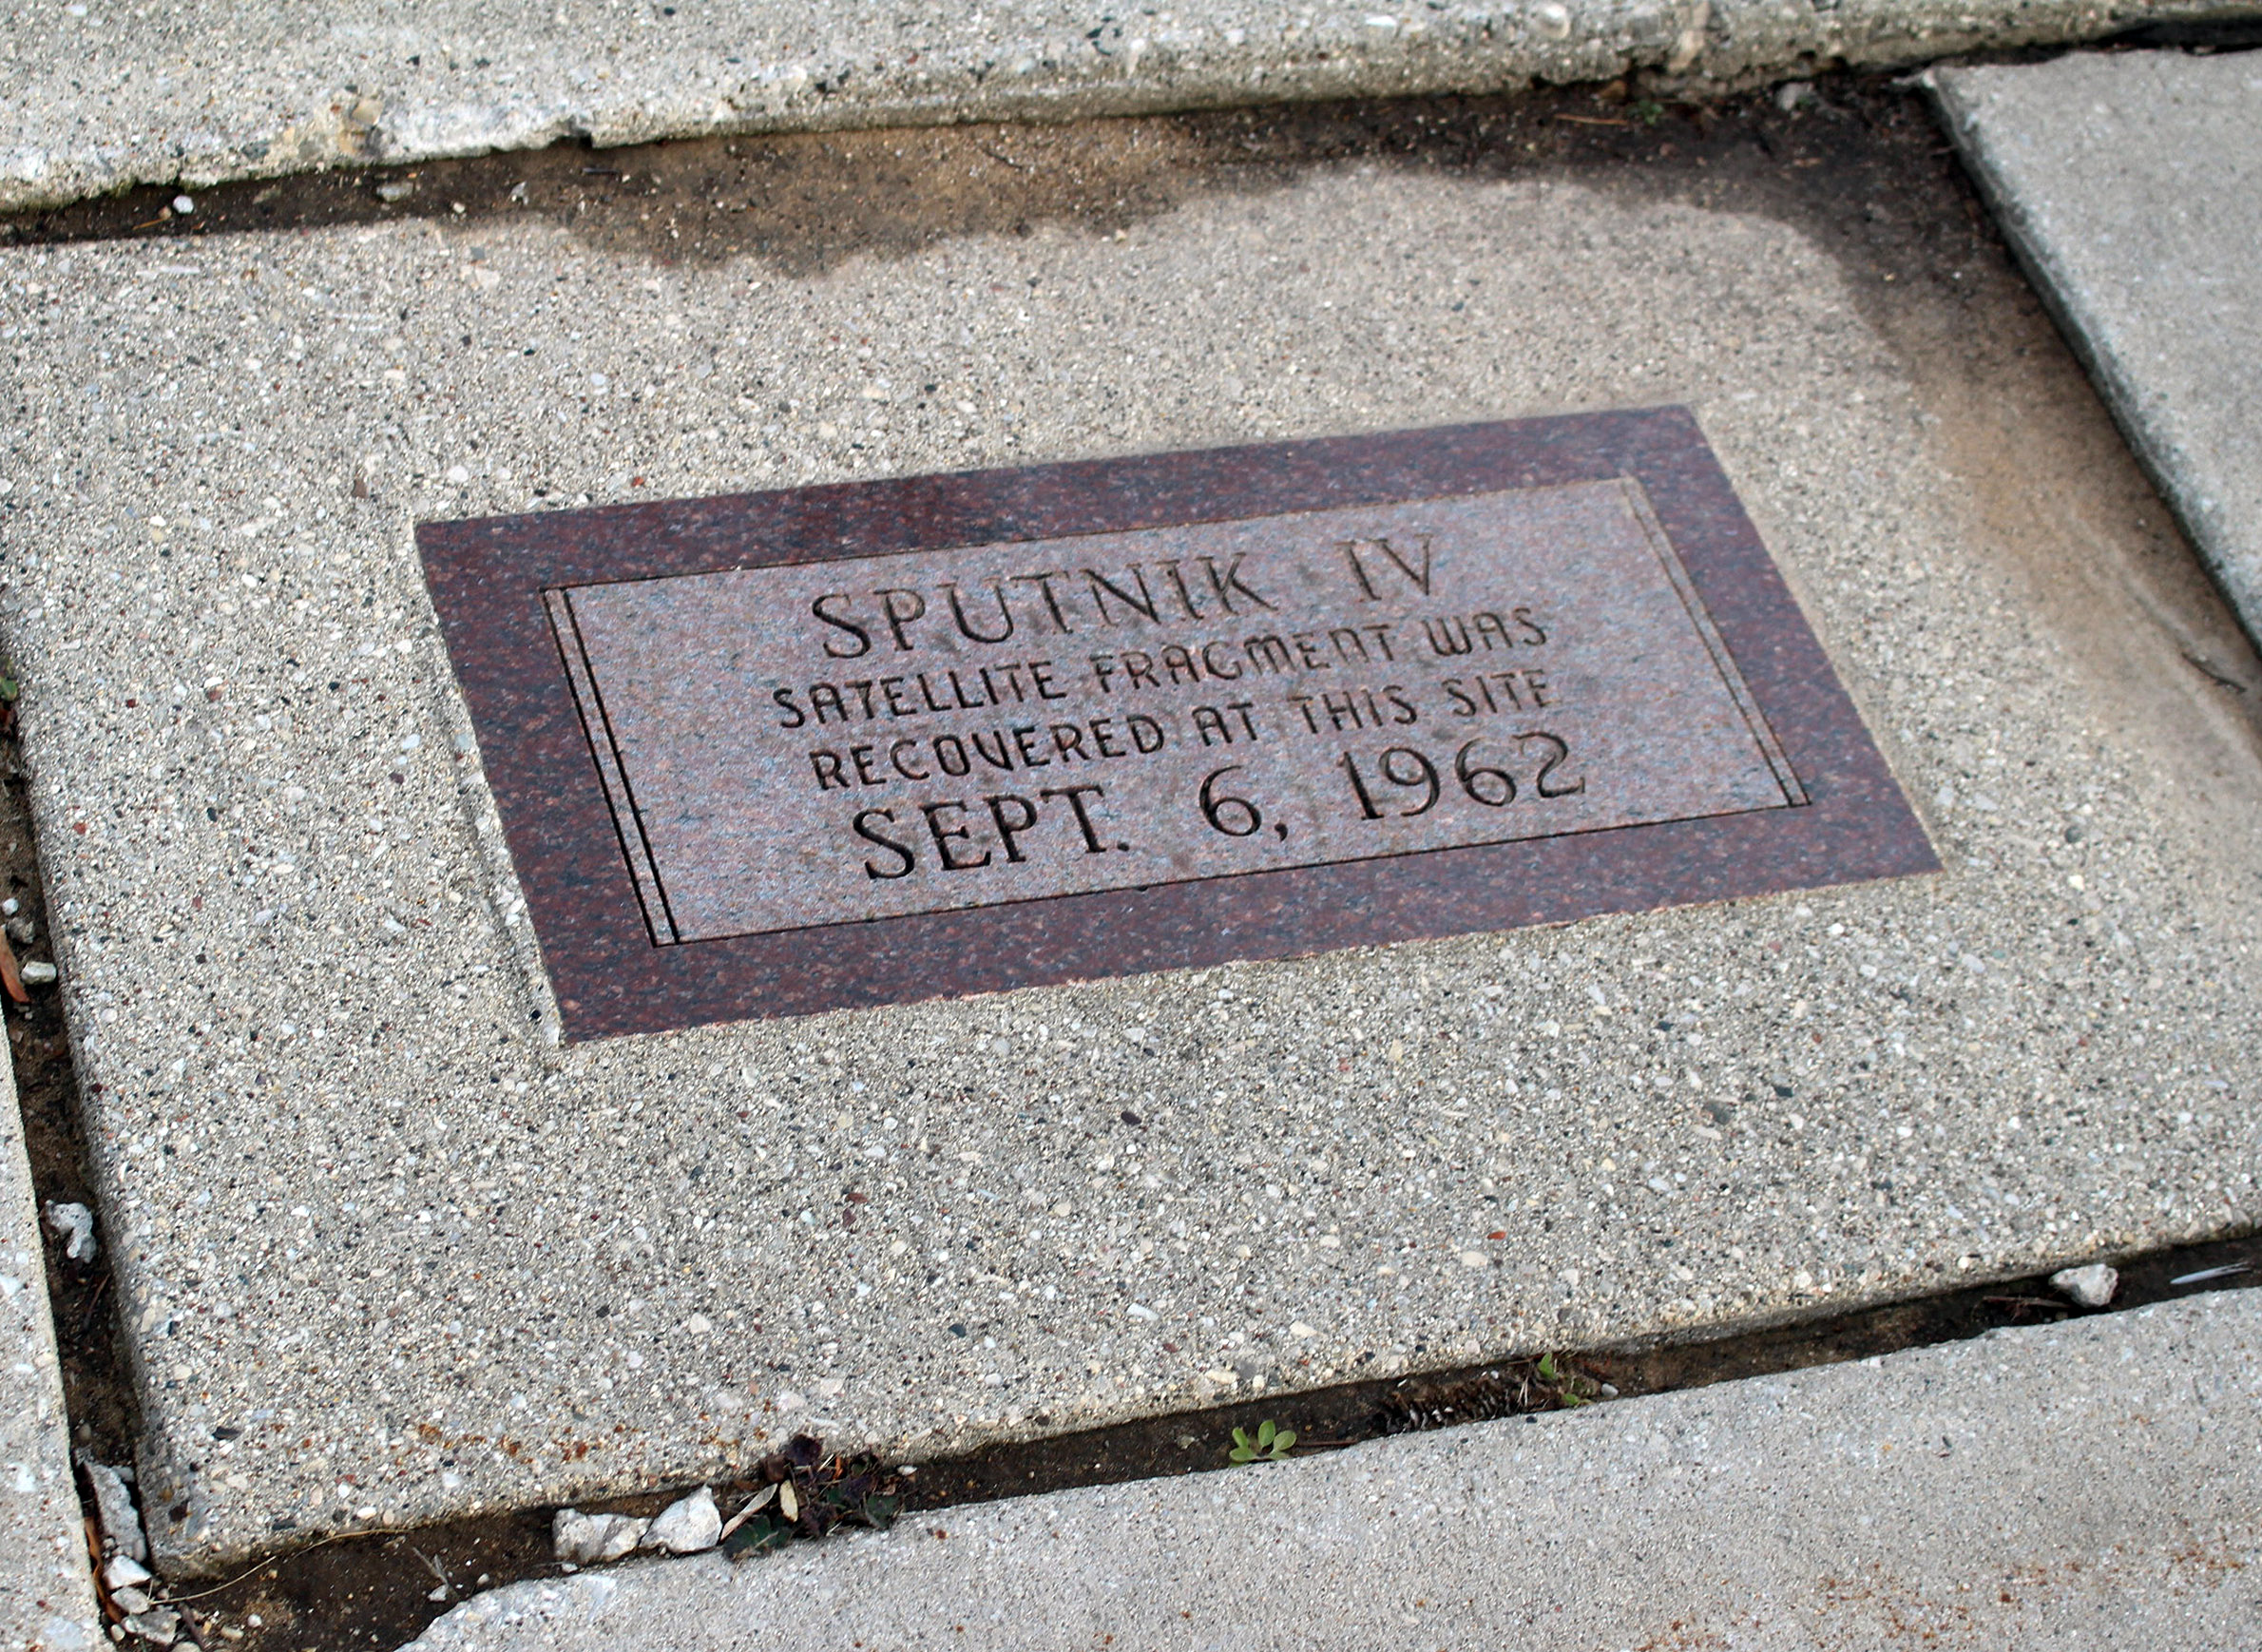 SPUTNIK IV
SATELLITE FRAGMENT WAS
RECOVERED AT THIS SITE
SEPT. 6, 1962